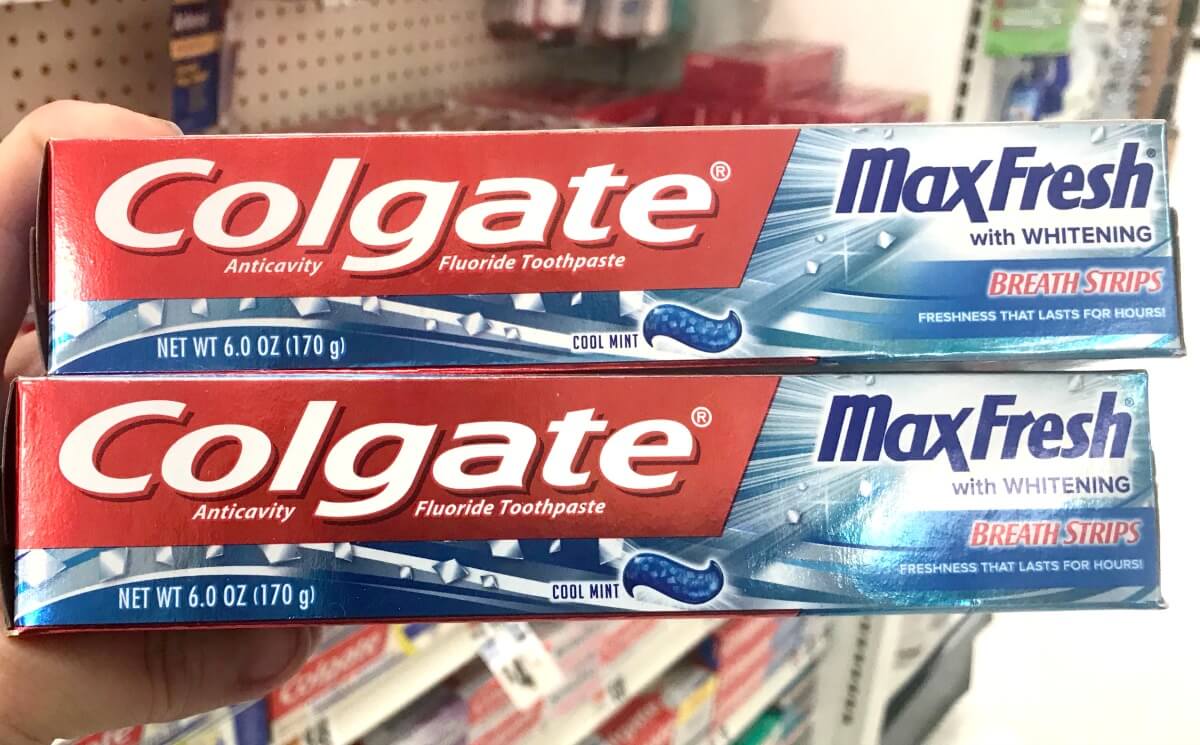 Colgate®
Anticavity Fluoride Toothpaste
MaxFresh®
with WHITENING
BREATH STRIPS
FRESHNESS THAT LASTS FOR HOURS!
COOL MINT
NET WT 6.0 OZ (170 g)
Colgate®
Anticavity Fluoride Toothpaste
MaxFresh®
with WHITENING
BREATH STRIPS
FRESHNESS THAT LASTS FOR HOURS!
COOL MINT
NET WT 6.0 OZ (170 g)
Colgate
Colgate